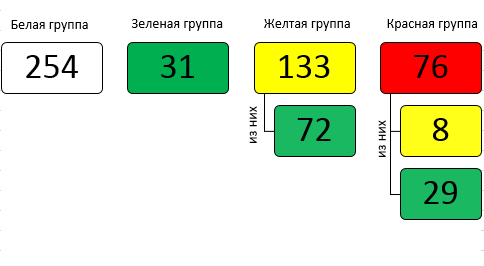 Белая группа
Зеленая группа
Желтая группа
Красная группа
254
31
133
76
из них
72
из них
8
29